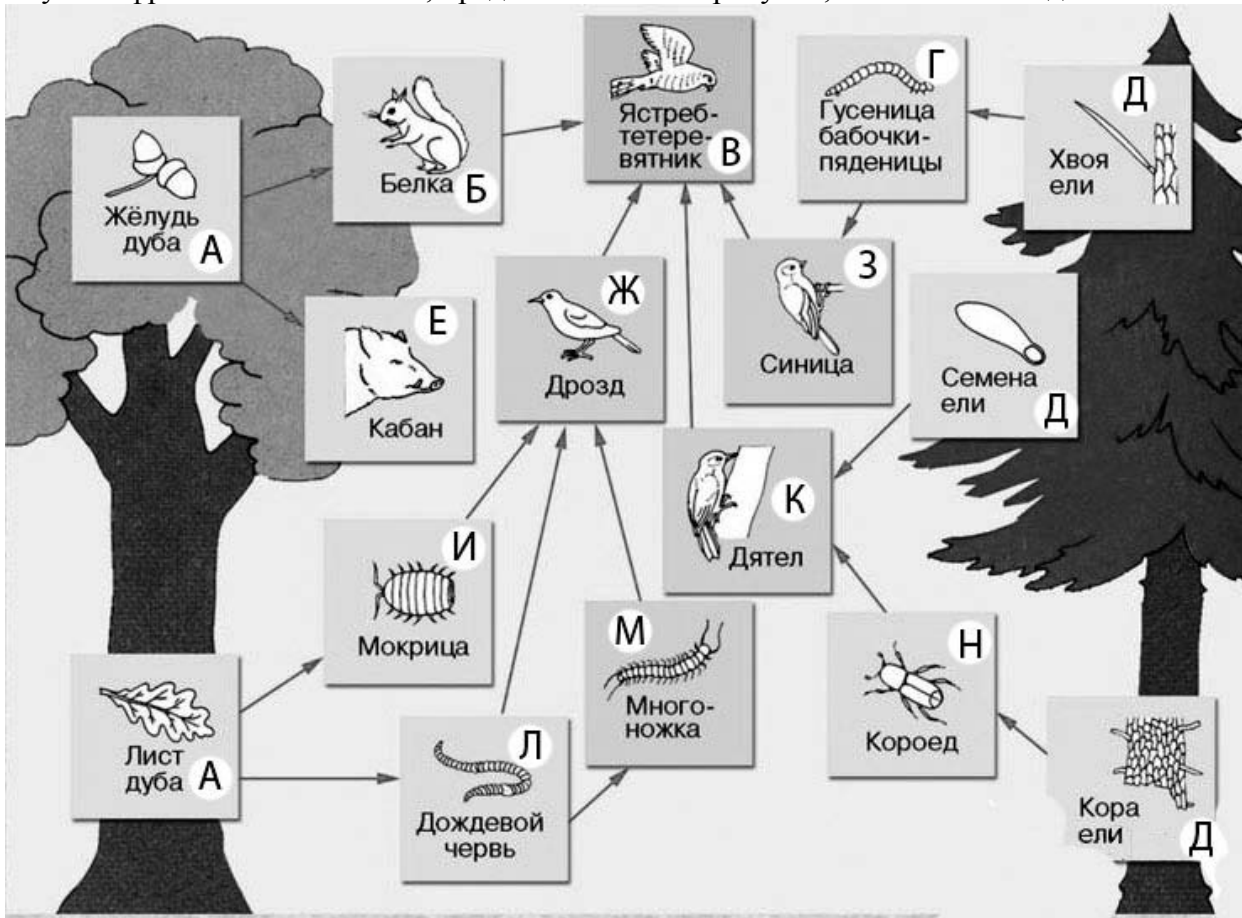 Ястреб-
тетере-
вятник
В
Г
Гусеница
бабочки-
пяденицы
Д
Хвоя
ели
Белка
Б
Жёлудь
дуба
А
Е
Кабан
Ж
Дрозд
З
Синица
Семена
ели
Д
К
Дятел
И
Мокрица
М
Много-
ножка
Н
Короед
Лист
дуба
А
Л
Дождевой
червь
Кора
ели
Д